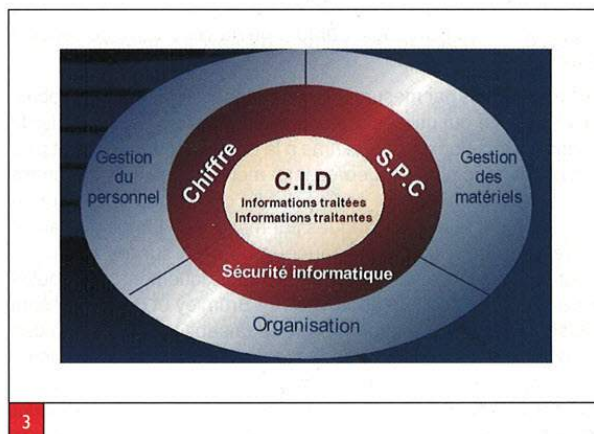 Gestion
du
personnel
Chiffre
S.P.C
Gestion
des
matériels
C.I.D
Informations traitées
Informations traitantes
Sécurité informatique
Organisation
3